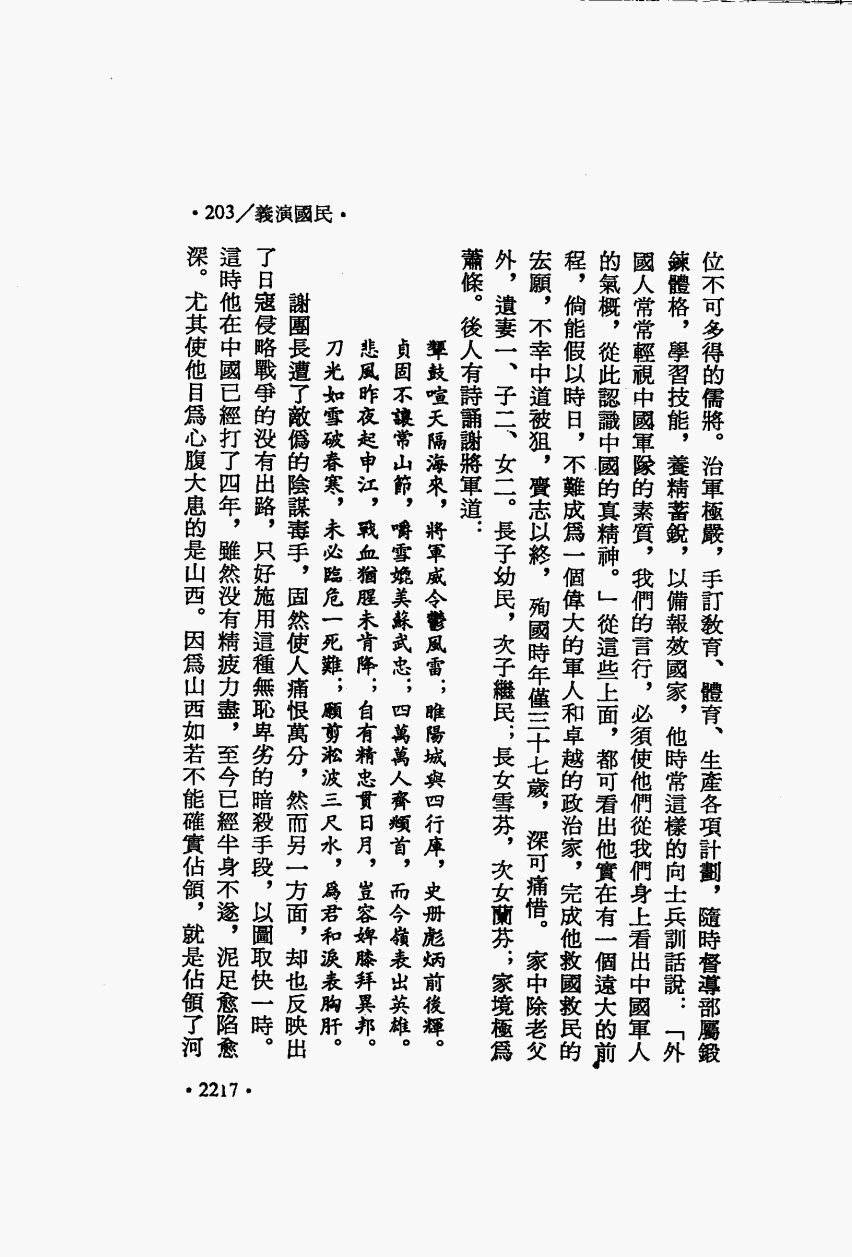 ·203/義演國民·
位不可多得的儒將。治軍極嚴，手訂教育、體育、生產各項計劃，隨時督導部屬鍛
鍊體格，學習技能，養精蓄銳，以備報效國家，他時常這樣的向士兵訓話說：「外
國人常常輕視中國軍隊的素質，我們的言行，必須使他們從我們身上看出中國軍人
的氣概，從此認識中國的真精神。」從這些上面，都可看出他實在有一個遠大的前
程，倘能假以時日，不難成爲一個偉大的軍人和卓越的政治家，完成他救國救民的
宏願，不幸中道被狙，賷志以終，殉國時年僅三十七歲，深可痛惜。家中除老父
外，遺妻一、子二、女二。長子幼民，次子繼民；長女雪芬，次女蘭芬；家境極爲
蕭條。後人有詩誦謝將軍道：
鼙鼓喧天隔海來，將軍威令鬱風雷；睢陽城與四行庫，史册彪炳前後輝。
貞固不讓常山節，嚼雪媲美蘇武忠；四萬萬人齊頫首，而今嶺表出英雄。
悲風昨夜起申江，戰血猶腥未肯降；自有精忠貫日月，豈容婢膝拜異邦。
刀光如雪破春寒，未必臨危一死難；願剪淞波三尺水，爲君和淚表胸肝。
謝團長遭了敵僞的陰謀毒手，固然使人痛恨萬分，然而另一方面，却也反映出
了日寇侵略戰爭的没有出路，只好施用這種無恥卑劣的暗殺手段，以圖取快一時。
這時他在中國已經打了四年，雖然没有精疲力盡，至今已經半身不遂，泥足愈陷愈
深。尤其使他目爲心腹大患的是山西。因爲山西如若不能確實佔領，就是佔領了河
·2217·